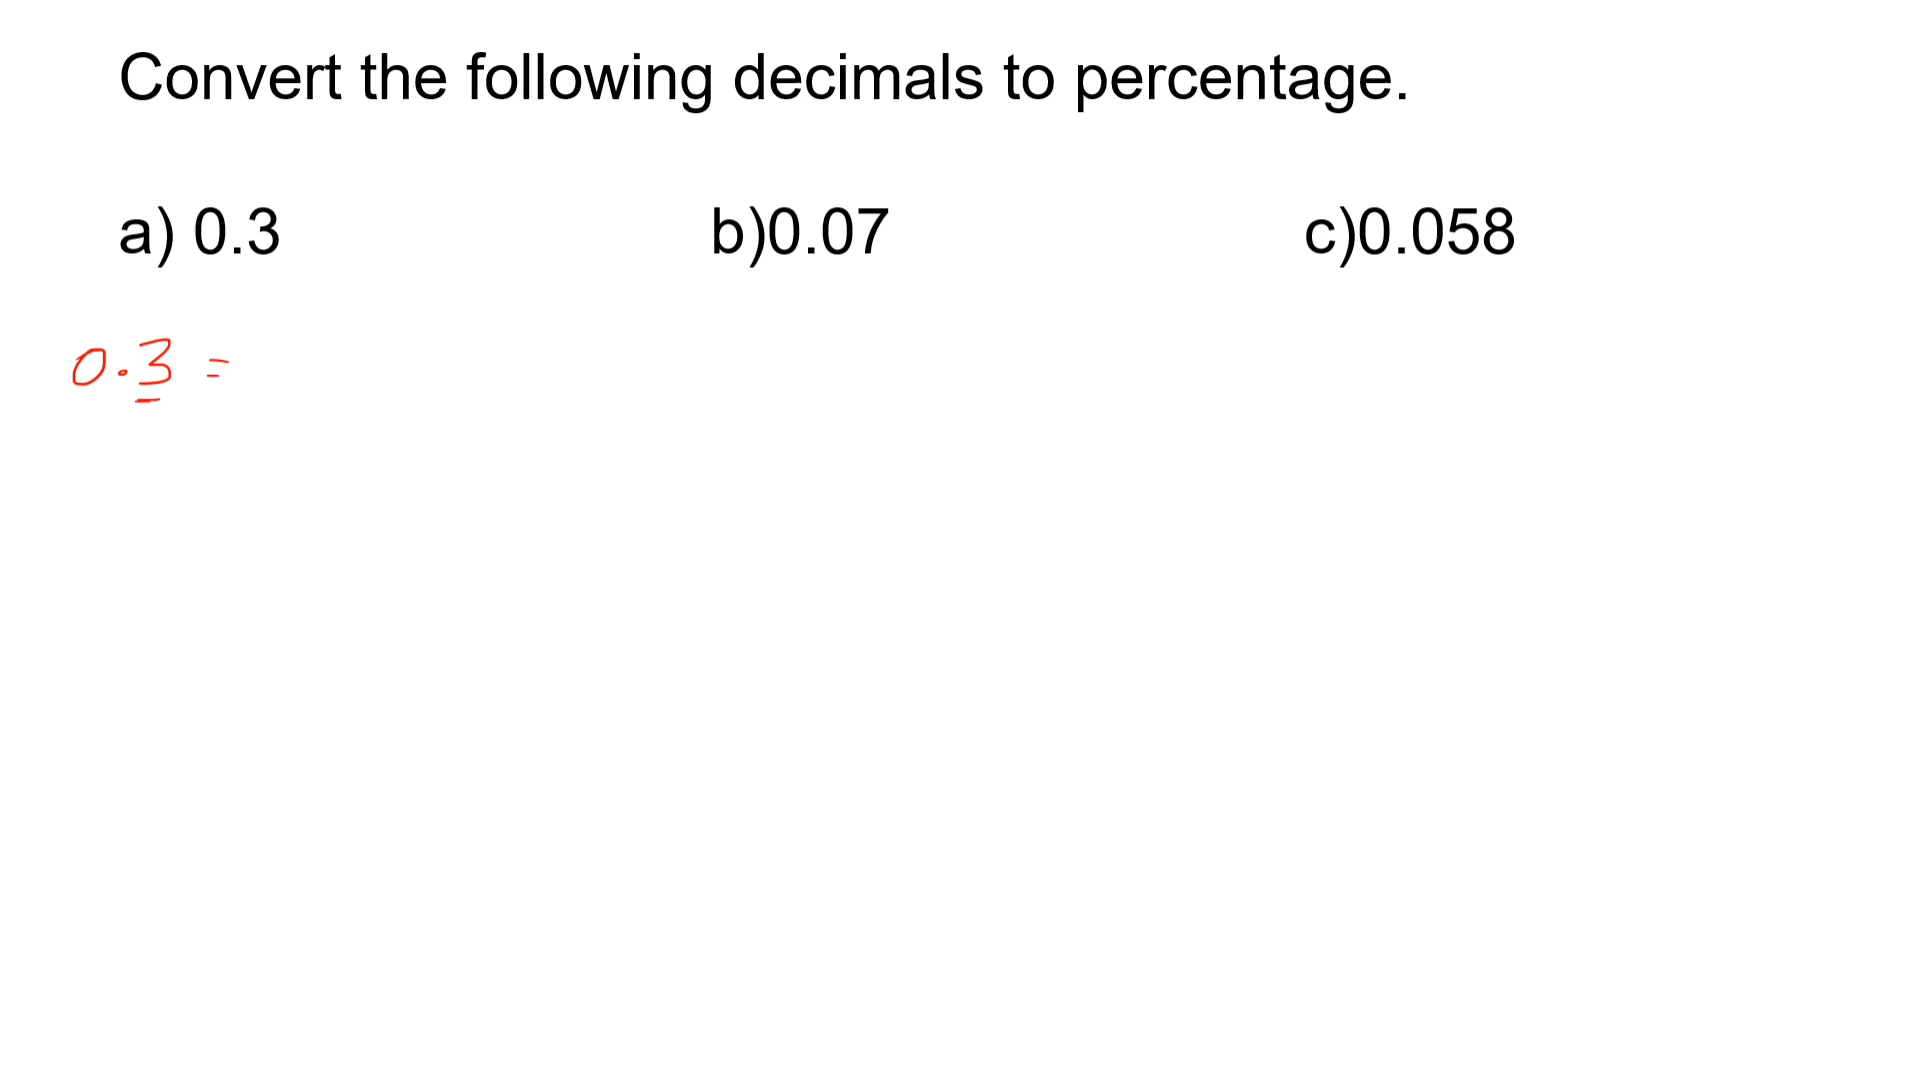 Convert the following decimals to percentage.
a) 0.3 b)0.07 c)0.058
0.3 =